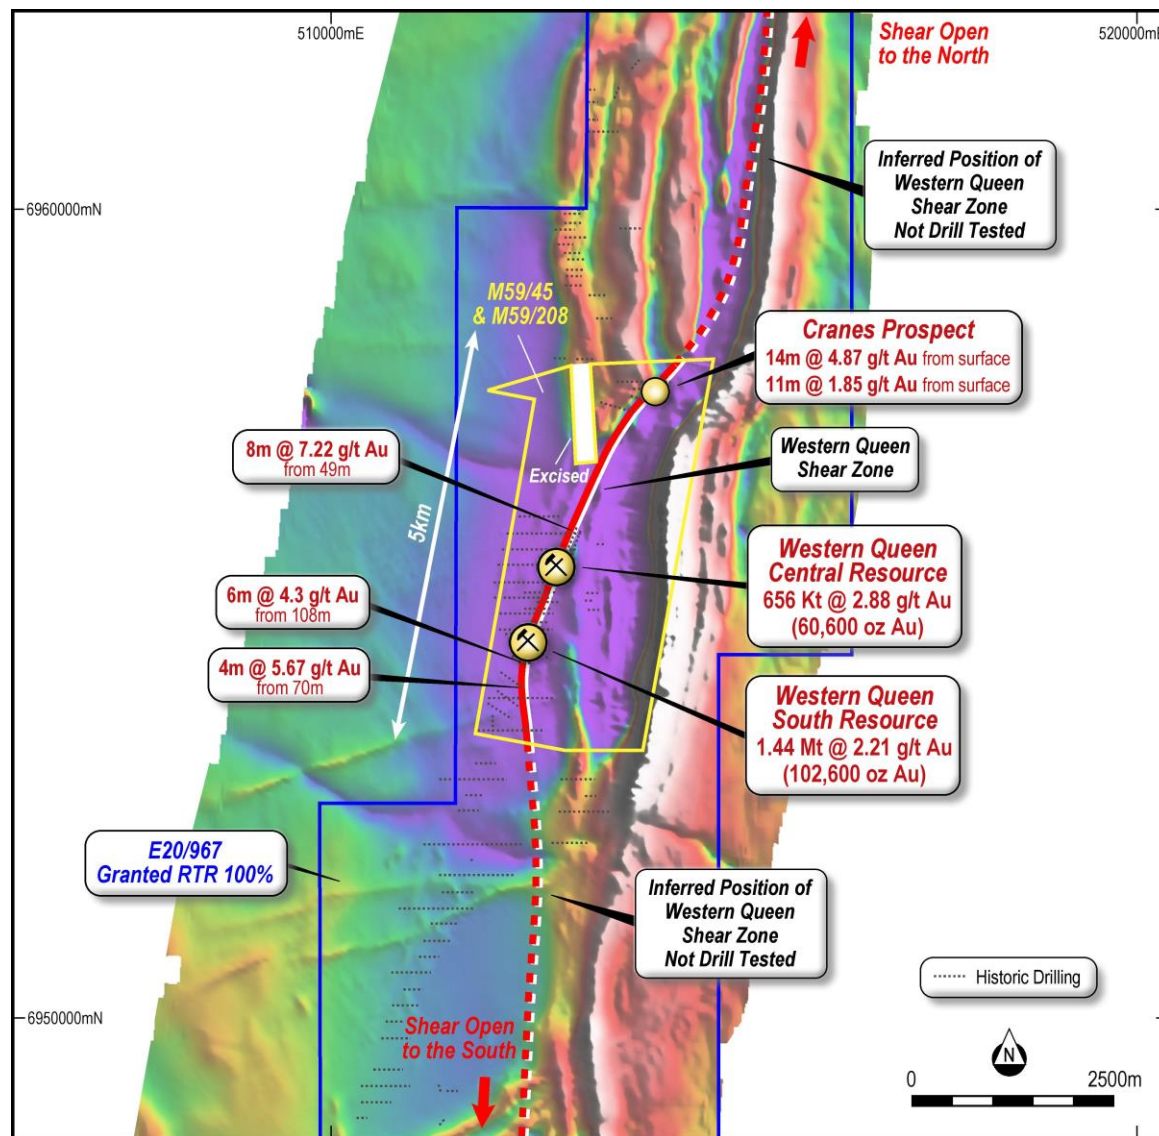 510000mE
520000mE
Shear Open
to the North
Inferred Position of
Western Queen
Shear Zone
Not Drill Tested
6960000mN
M59/45
& M59/208
Cranes Prospect
14m @ 4.87 g/t Au from surface
11m @ 1.85 g/t Au from surface
8m @ 7.22 g/t Au
from 49m
Excised
Western Queen
Shear Zone
5km
Western Queen
Central Resource
656 Kt @ 2.88 g/t Au
(60,600 oz Au)
6m @ 4.3 g/t Au
from 108m
4m @ 5.67 g/t Au
from 70m
Western Queen
South Resource
1.44 Mt @ 2.21 g/t Au
(102,600 oz Au)
E20/967
Granted RTR 100%
Inferred Position of
Western Queen
Shear Zone
Not Drill Tested
Historic Drilling
6950000mN
Shear Open
to the South
N
0 2500m